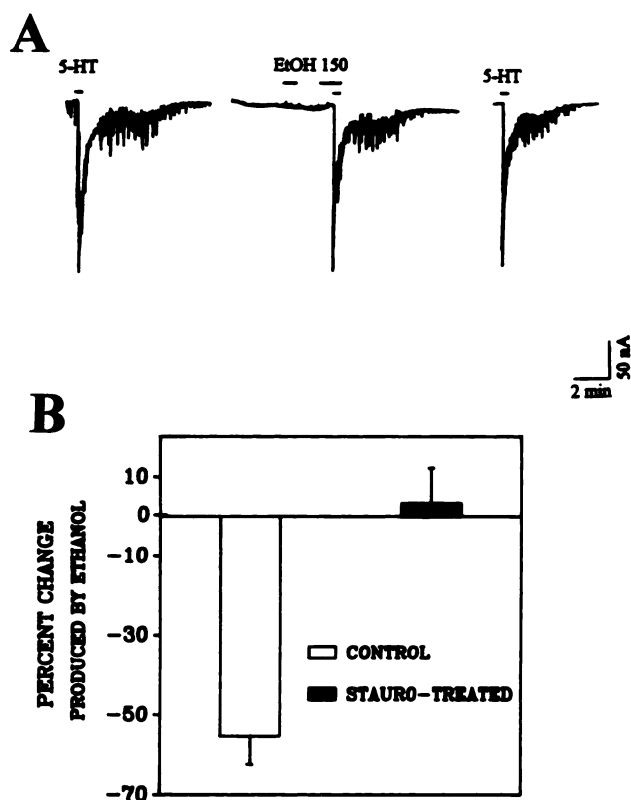 A
5-HT
EtOH 150
5-HT
50 nA
2 min
B
10
0
-10
-30
-50
-70
PERCENT CHANGE
PRODUCED BY ETHANOL
CONTROL
STAURO-TREATED